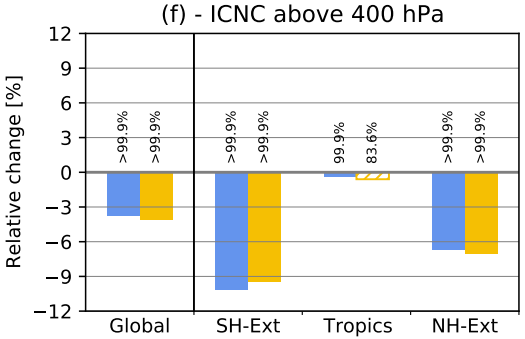 (f) - ICNC above 400 hPa
Relative change [%]
12
9
6
3
0
−3
−6
−9
−12
>99.9%
>99.9%
>99.9%
>99.9%
99.9%
83.6%
>99.9%
>99.9%
Global
SH-Ext
Tropics
NH-Ext